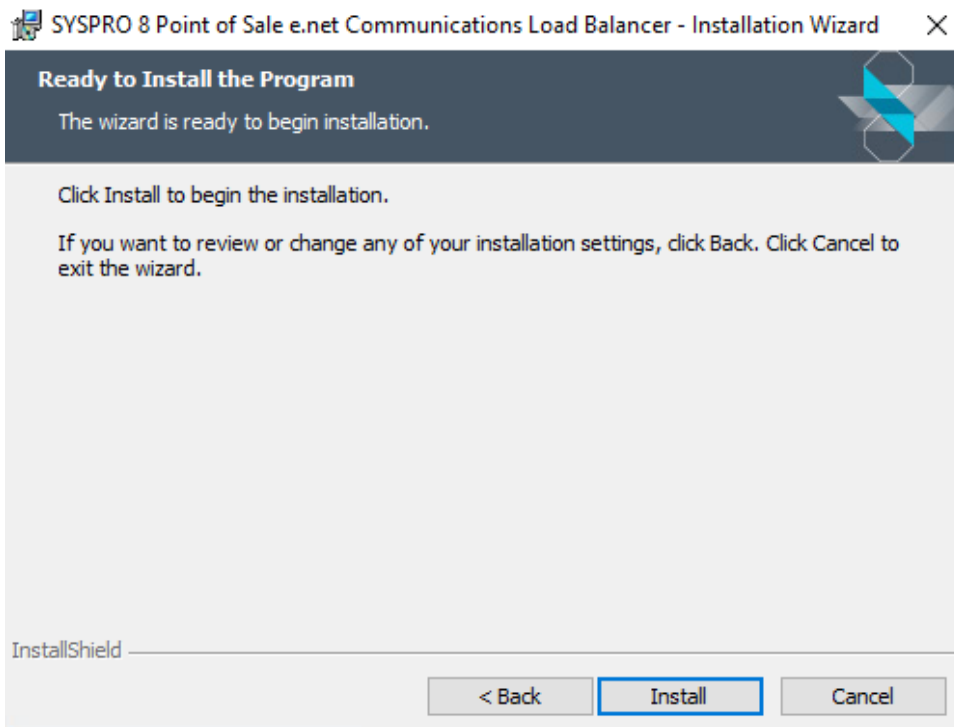 SYSPRO 8 Point of Sale e.net Communications Load Balancer - Installation Wizard
Ready to Install the Program
The wizard is ready to begin installation.
Click Install to begin the installation.
If you want to review or change any of your installation settings, click Back. Click Cancel to
exit the wizard.
InstallShield
< Back
Install
Cancel